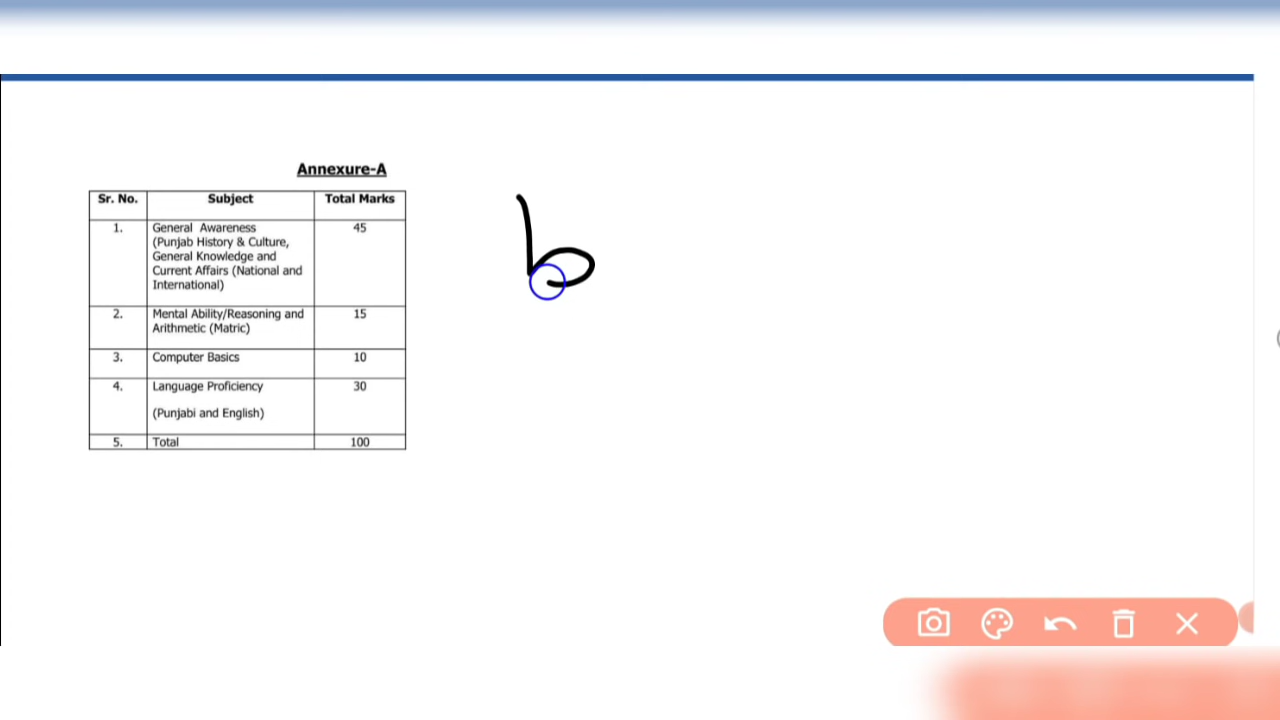 Annexure-A
Sr. No. Subject Total Marks
1. General Awareness 45
(Punjab History & Culture,
General Knowledge and
Current Affairs (National and
International)
2. Mental Ability/Reasoning and 15
Arithmetic (Matric)
3. Computer Basics 10
4. Language Proficiency 30
(Punjabi and English)
5. Total 100
b